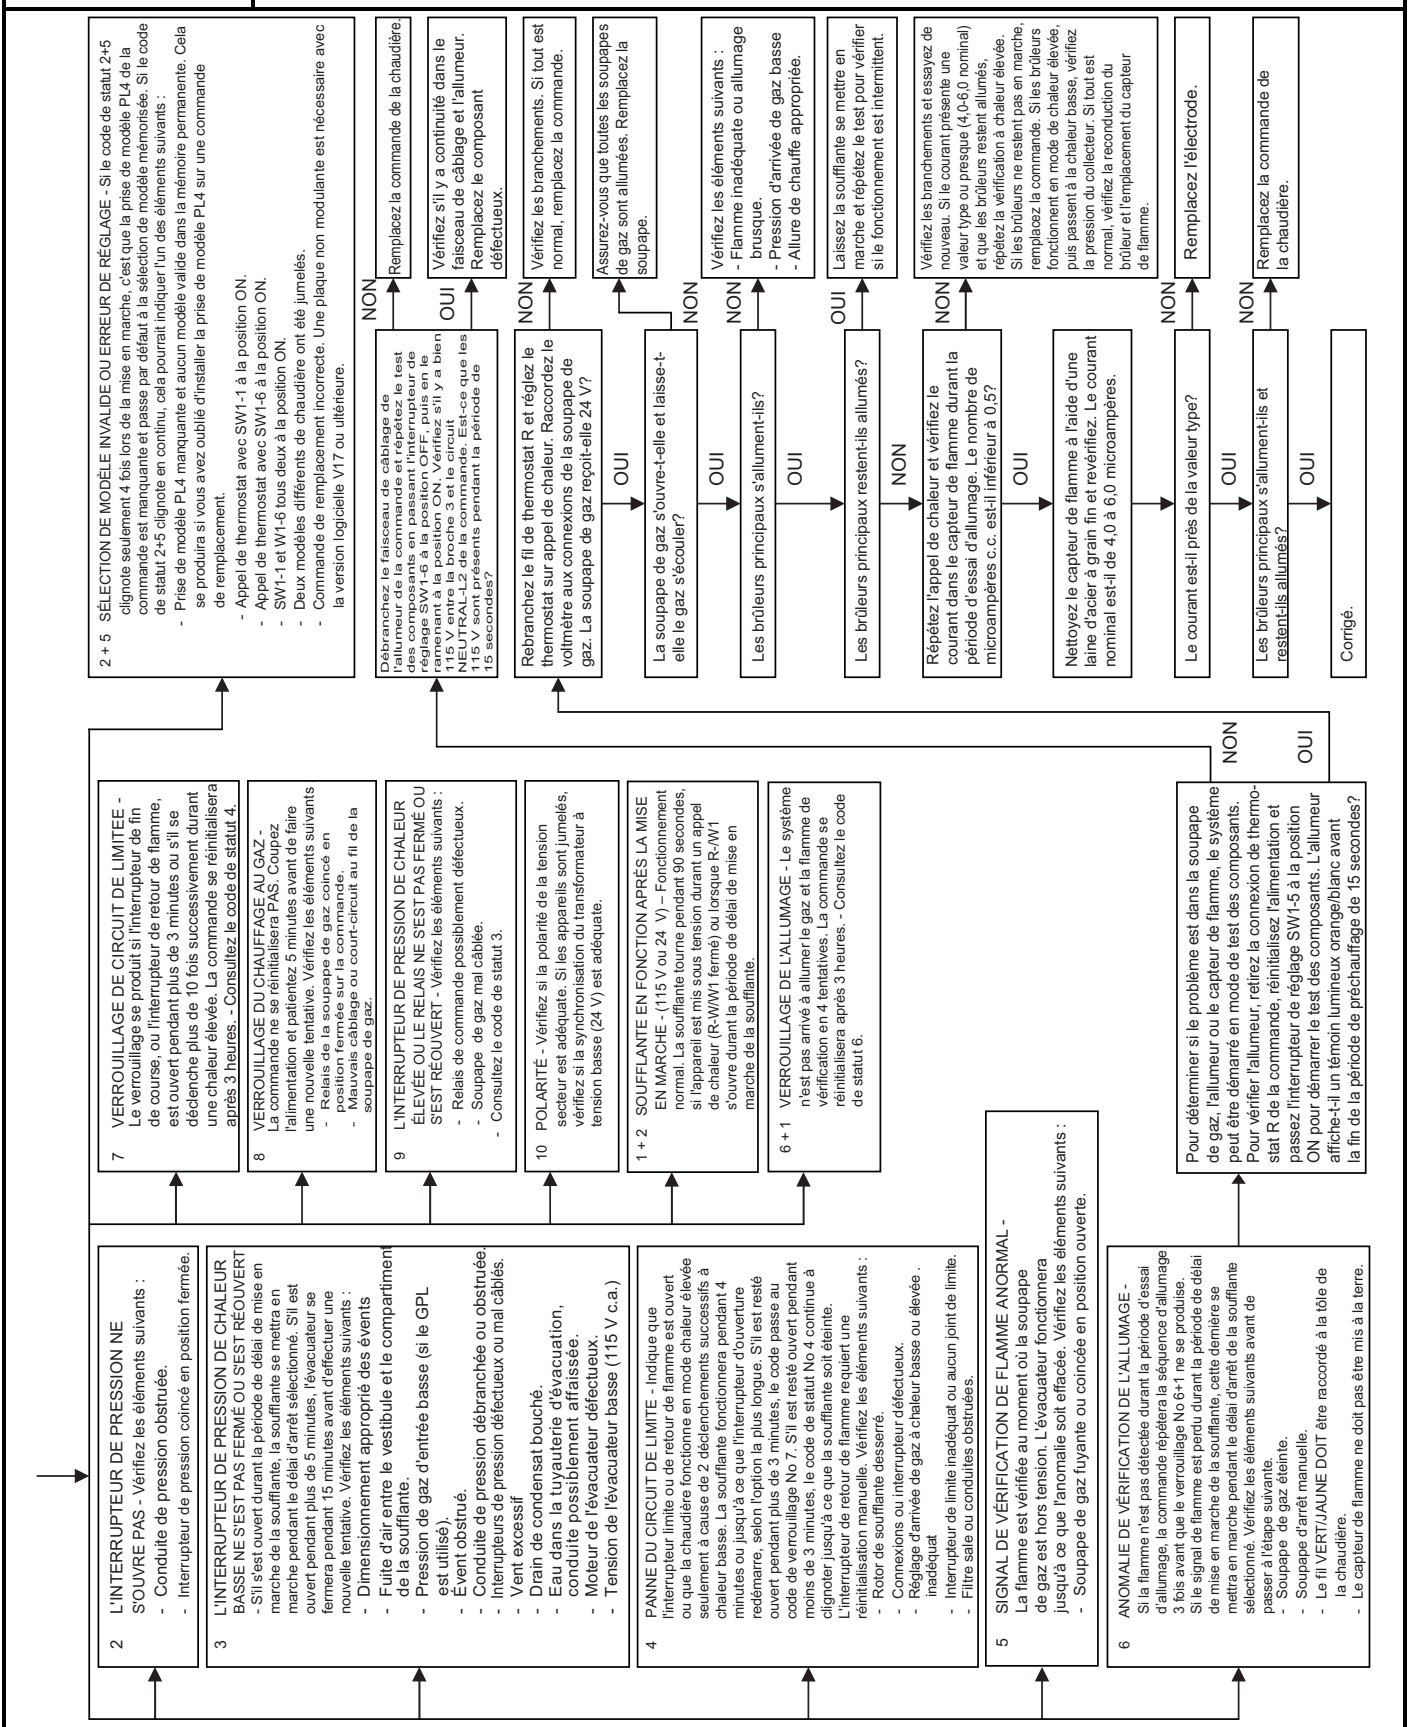 2 L'INTERRUPTEUR DE PRESSION NE
S'OUVRE PAS - Vérifiez les éléments suivants :
- Conduite de pression obstruée.
- Interrupteur de pression coincé en position fermée.
3 L'INTERRUPTEUR DE PRESSION DE CHALEUR
BASSE NE S'EST PAS FERMÉ OU S'EST RÉOUVERT
- S'il s'est ouvert durant la période de délai de mise en
marche de la soufflante, la soufflante se mettra en
marche pendant le délai d'arrêt sélectionné. S'il est
ouvert pendant plus de 5 minutes, l'évacuateur se
fermera pendant 15 minutes avant d'effectuer une
nouvelle tentative. Vérifiez les éléments suivants :
- Dimensionnement approprié des évents
- Fuite d'air entre le vestibule et le compartiment
de la soufflante.
- Pression de gaz d'entrée basse (si le GPL
est utilisé).
- Évent obstrué.
- Conduite de pression débranchée ou obstruée.
- Interrupteurs de pression défectueux ou mal câblés.
- Vent excessif
- Drain de condensat bouché.
- Eau dans la tuyauterie d'évacuation,
conduite possiblement affaissée.
- Moteur de l'évacuateur défectueux.
- Tension de l'évacuateur basse (115 V c.a.)
4 PANNE DU CIRCUIT DE LIMITE - Indique que
l'interrupteur limite ou de retour de flamme est ouvert
ou que la chaudière fonctionne en mode chaleur élevée
seulement à cause de 2 déclenchements successifs à
chaleur basse. La soufflante fonctionnera pendant 4
minutes ou jusqu'à ce que l'interrupteur d'ouverture
redémarre, selon l'option la plus longue. S'il est resté
ouvert pendant plus de 3 minutes, le code passe au
code de verrouillage No 7. S'il est resté ouvert pendant
moins de 3 minutes, le code de statut No 4 continue à
clignoter jusqu'à ce que la soufflante soit éteinte.
L'interrupteur de retour de flamme requiert une
réinitialisation manuelle. Vérifiez les éléments suivants :
- Rotor de soufflante desserré.
- Connexions ou interrupteur défectueux.
- Réglage d'arrivée de gaz à chaleur basse ou élevée .
inadéquat
- Interrupteur de limite inadéquat ou aucun joint de limite.
- Filtre sale ou conduites obstruées.
5 SIGNAL DE VÉRIFICATION DE FLAMME ANORMAL -
La flamme est vérifiée au moment où la soupape
de gaz est hors tension. L'évacuateur fonctionnera
jusqu'à ce que l'anomalie soit effacée. Vérifiez les éléments suivants :
- Soupape de gaz fuyante ou coincée en position ouverte.
6 ANOMALIE DE VÉRIFICATION DE L'ALLUMAGE -
Si la flamme n'est pas détectée durant la période d'essai
d'allumage, la commande répétera la séquence d'allumage
3 fois avant que le verrouillage No 6+1 ne se produise.
Si le signal de flamme est perdu durant la période de délai
de mise en marche de la soufflante, cette dernière se
mettra en marche pendant le délai d'arrêt de la soufflante
sélectionné. Vérifiez les éléments suivants avant de
passer à l'étape suivante.
- Soupape de gaz éteinte.
- Soupape d'arrêt manuelle.
- Le fil VERT/JAUNE DOIT être raccordé à la tôle de
la chaudière.
- Le capteur de flamme ne doit pas être mis à la terre.
7 VERROUILLAGE DE CIRCUIT DE LIMITEE -
Le verrouillage se produit si l'interrupteur de fin
de course, ou l'interrupteur de retour de flamme,
est ouvert pendant plus de 3 minutes ou s'il se
déclenche plus de 10 fois successivement durant
une chaleur élevée. La commande se réinitialisera
après 3 heures. - Consultez le code de statut 4.
8 VERROUILLAGE DU CHAUFFAGE AU GAZ -
La commande ne se réinitialisera PAS. Coupez
l'alimentation et patientez 5 minutes avant de faire
une nouvelle tentative. Vérifiez les éléments suivants
- Relais de la soupape de gaz coincé en
position fermée sur la commande.
- Mauvais câblage ou court-circuit au fil de la
soupape de gaz.
9 L'INTERRUPTEUR DE PRESSION DE CHALEUR
ÉLEVÉE OU LE RELAIS NE S'EST PAS FERMÉ OU
S'EST RÉOUVERT - Vérifiez les éléments suivants :
- Relais de commande possiblement défectueux.
- Soupape de gaz mal câblée.
- Consultez le code de statut 3.
10 POLARITÉ - Vérifiez si la polarité de la tension
secteur est adéquate. Si les appareils sont jumelés,
vérifiez si la synchronisation du transformateur à
tension basse (24 V) est adéquate.
1 + 2 SOUFFLANTE EN FONCTION APRÈS LA MISE
EN MARCHE - (115 V ou 24 V) – Fonctionnement
normal. La soufflante tourne pendant 90 secondes,
si l'appareil est mis sous tension durant un appel
de chaleur (R-W/W1 fermé) ou lorsque R-/W1
s'ouvre durant la période de délai de mise en
marche de la soufflante.
6 + 1 VERROUILLAGE DE L'ALLUMAGE - Le système
n'est pas arrivé à allumer le gaz et la flamme de
vérification en 4 tentatives. La commande se
réinitialisera après 3 heures. - Consultez le code
de statut 6.
Pour déterminer si le problème est dans la soupape
de gaz, l'allumeur ou le capteur de flamme, le système
peut être démarré en mode de test des composants.
Pour vérifier l'allumeur, retirez la connexion de thermo-
stat R de la commande, réinitialisez l'alimentation et
passez l'interrupteur de réglage SW1-5 à la position
ON pour démarrer le test des composants. L'allumeur
affiche-t-il un témoin lumineux orange/blanc avant
la fin de la période de préchauffage de 15 secondes?
NON
OUI
2 + 5 SÉLECTION DE MODÈLE INVALIDE OU ERREUR DE RÉGLAGE - Si le code de statut 2+5
clignote seulement 4 fois lors de la mise en marche, c'est que la prise de modèle PL4 de la
commande est manquante et passe par défaut à la sélection de modèle mémorisée. Si le code
de statut 2+5 clignote en continu, cela pourrait indiquer l'un des éléments suivants :
- Prise de modèle PL4 manquante et aucun modèle valide dans la mémoire permanente. Cela
se produira si vous avez oublié d'installer la prise de modèle PL4 sur une commande
de remplacement.
- Appel de thermostat avec SW1-1 à la position ON.
- Appel de thermostat avec SW1-6 à la position ON.
- SW1-1 et W1-6 tous deux à la position ON.
- Deux modèles différents de chaudière ont été jumelés.
- Commande de remplacement incorrecte. Une plaque non modulante est nécessaire avec
la version logicielle V17 ou ultérieure.
Débranchez le faisceau de câblage de
l'allumeur de la commande et répétez le test
des composants en passant l'interrupteur de
réglage SW1-6 à la position OFF, puis en le
ramenant à la position ON. Vérifiez s'il y a bien
115 V entre la broche 3 et le circuit
NEUTRAL-L2 de la commande. Est-ce que les
115 V sont présents pendant la période de
15 secondes?
NON
Remplacez la commande de la chaudière.
OUI
Vérifiez s'il y a continuité dans le
faisceau de câblage et l'allumeur.
Remplacez le composant
défectueux.
Rebranchez le fil de thermostat R et réglez le
thermostat sur appel de chaleur. Raccordez le
voltmètre aux connexions de la soupape de
gaz. La soupape de gaz reçoit-elle 24 V?
NON
Vérifiez les branchements. Si tout est
normal, remplacez la commande.
OUI
La soupape de gaz s'ouvre-t-elle et laisse-t-
elle le gaz s'écouler?
NON
Assurez-vous que toutes les soupapes
de gaz sont allumées. Remplacez la
soupape.
OUI
Les brûleurs principaux s'allument-ils?
NON
Vérifiez les éléments suivants :
- Flamme inadéquate ou allumage
brusque.
- Pression d'arrivée de gaz basse
- Allure de chauffe appropriée.
OUI
Les brûleurs principaux restent-ils allumés?
OUI
Laissez la soufflante se mettre en
marche et répétez le test pour vérifier
si le fonctionnement est intermittent.
NON
Répétez l'appel de chaleur et vérifiez le
courant dans le capteur de flamme durant la
période d'essai d'allumage. Le nombre de
microampères c.c. est-il inférieur à 0,5?
NON
Vérifiez les branchements et essayez de
nouveau. Si le courant présente une
valeur type ou presque (4,0-6,0 nominal)
et que les brûleurs restent allumés,
répétez la vérification à chaleur élevée.
Si les brûleurs ne restent pas en marche,
remplacez la commande. Si les brûleurs
fonctionnent en mode de chaleur élevée,
puis passent à la chaleur basse, vérifiez
la pression du collecteur. Si tout est
normal, vérifiez la reconduction du
brûleur et l'emplacement du capteur
de flamme.
OUI
Nettoyez le capteur de flamme à l'aide d'une
laine d'acier à grain fin et revérifiez. Le courant
nominal est-il de 4,0 à 6,0 microampères.
Le courant est-il près de la valeur type?
NON
Remplacez l'électrode.
OUI
Les brûleurs principaux s'allument-ils et
restent-ils allumés?
NON
Remplacez la commande de
la chaudière.
OUI
Corrigé.